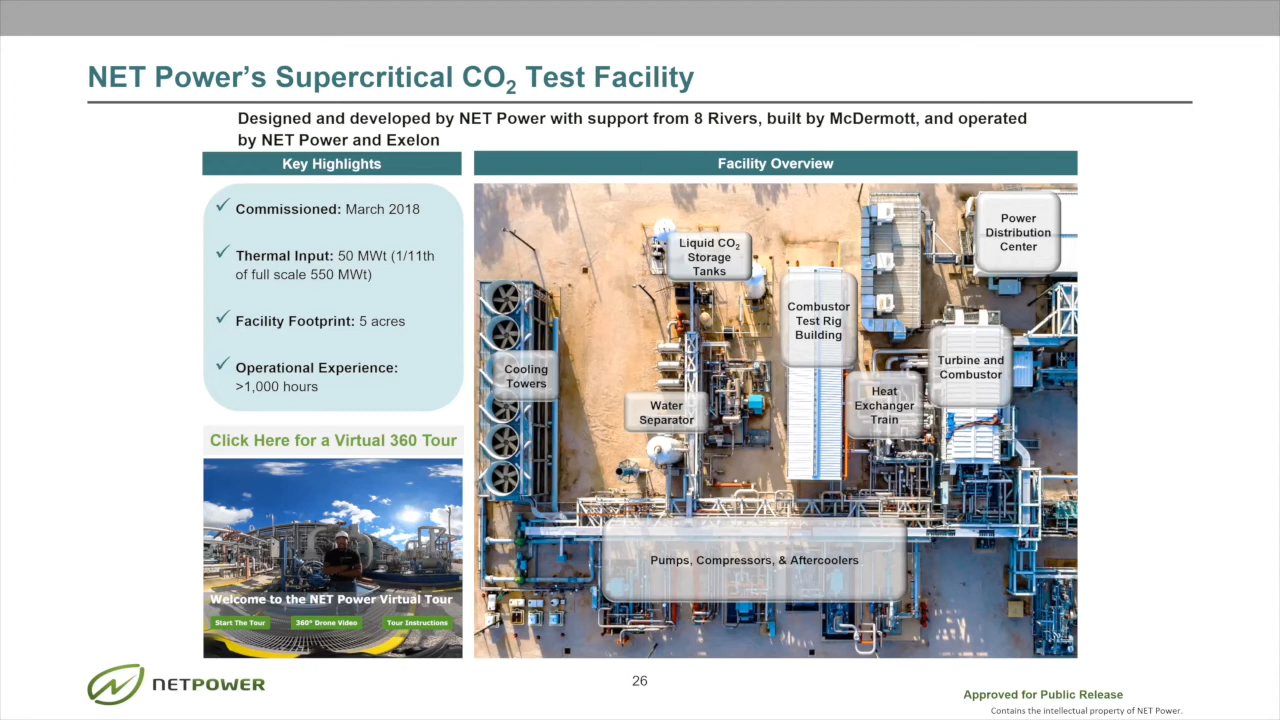 NET Power’s Supercritical CO₂ Test Facility
Designed and developed by NET Power with support from 8 Rivers, built by McDermott, and operated
by NET Power and Exelon
Key Highlights
✓ Commissioned: March 2018
✓ Thermal Input: 50 MWt (1/11th
of full scale 550 MWt)
✓ Facility Footprint: 5 acres
✓ Operational Experience:
>1,000 hours
Click Here for a Virtual 360 Tour
Welcome to the NET Power Virtual Tour
Start The Tour
360° Drone Video
Tour Instructions
Facility Overview
Power
Distribution
Center
Liquid CO₂
Storage
Tanks
Combustor
Test Rig
Building
Cooling
Towers
Turbine and
Combustor
Heat
Exchanger
Train
Water
Separator
Pumps, Compressors, & Aftercoolers
NETPOWER
26
Approved for Public Release
Contains the intellectual property of NET Power.